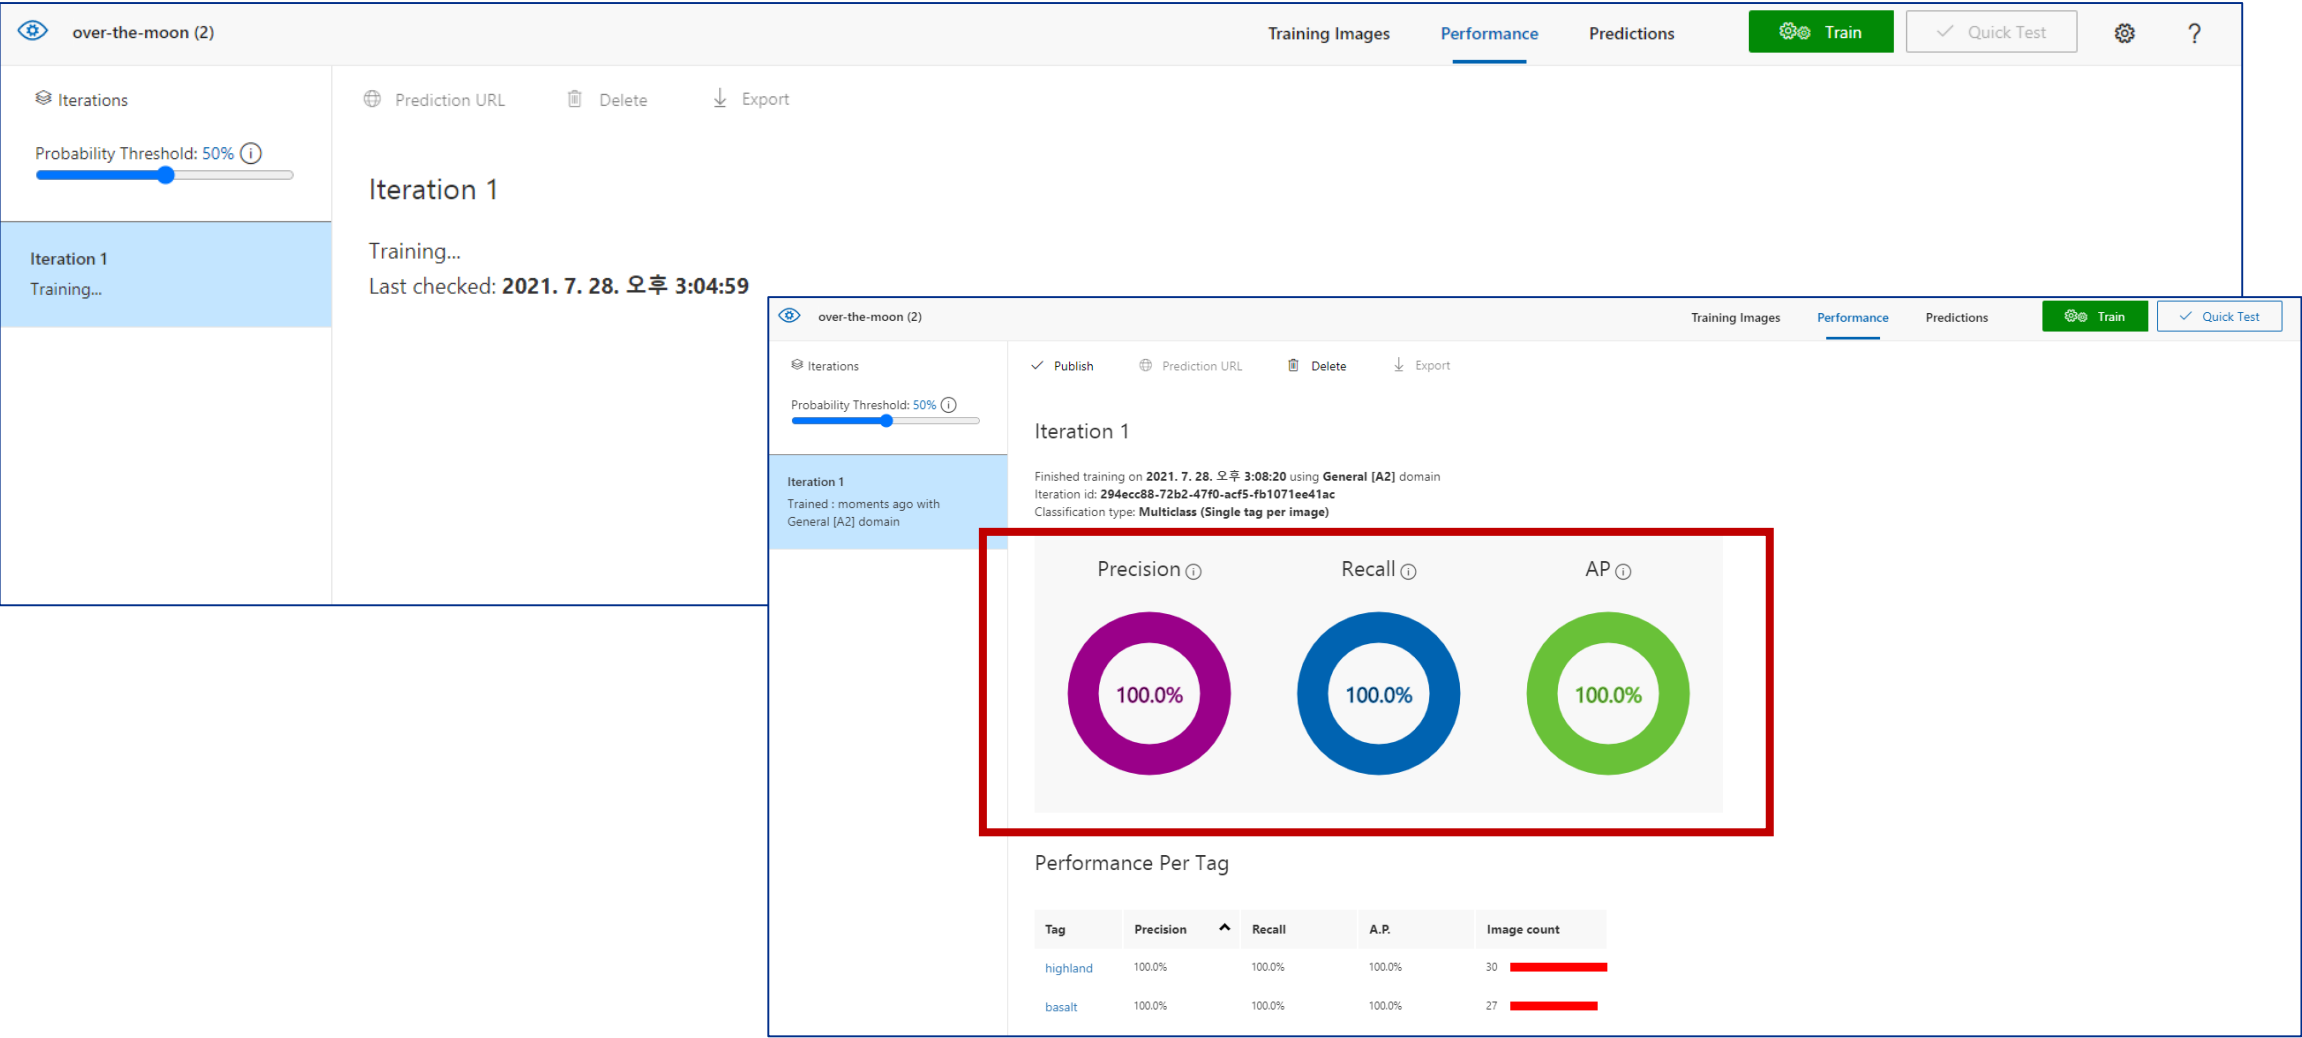 over-the-moon (2)
Training Images Performance Predictions Train Quick Test ?
Iterations
Prediction URL Delete Export
Probability Threshold: 50%
Iteration 1
Training...
Iteration 1
Training...
Last checked: 2021. 7. 28. 오후 3:04:59
over-the-moon (2)
Training Images Performance Predictions Train Quick Test
Iterations
Publish Prediction URL Delete Export
Probability Threshold: 50%
Iteration 1
Trained : moments ago with
General [A2] domain
Iteration 1
Finished training on 2021. 7. 28. 오후 3:08:20 using General [A2] domain
Iteration id: 294ecc88-72b2-47f0-acf5-fb1071ee41ac
Classification type: Multiclass (Single tag per image)
Precision Recall AP
100.0% 100.0% 100.0%
Performance Per Tag
Tag Precision Recall A.P. Image count
highland 100.0% 100.0% 100.0% 30
basalt 100.0% 100.0% 100.0% 27